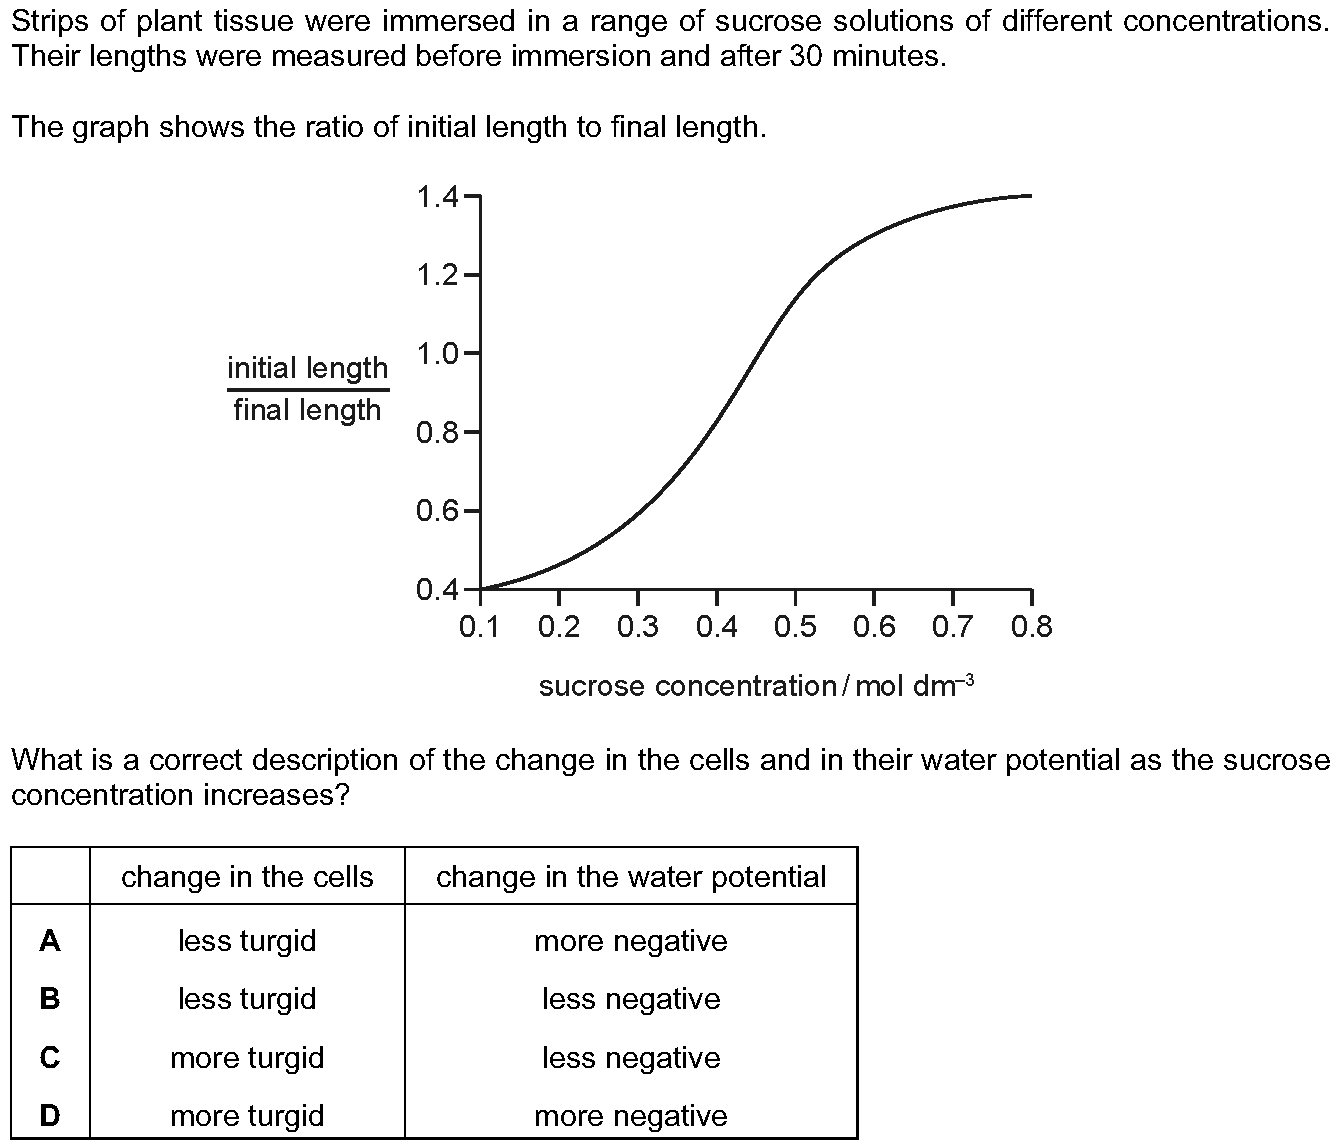 Strips of plant tissue were immersed in a range of sucrose solutions of different concentrations.
Their lengths were measured before immersion and after 30 minutes.
The graph shows the ratio of initial length to final length.
1.4
1.2
1.0
0.8
0.6
0.4
initial length
final length
0.1 0.2 0.3 0.4 0.5 0.6 0.7 0.8
sucrose concentration / mol dm⁻³
What is a correct description of the change in the cells and in their water potential as the sucrose
concentration increases?
change in the cells change in the water potential
A less turgid more negative
B less turgid less negative
C more turgid less negative
D more turgid more negative